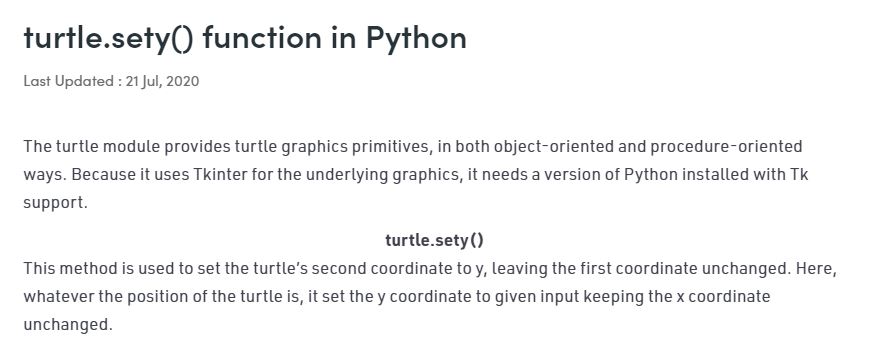 turtle.sety() function in Python
Last Updated : 21 Jul, 2020
The turtle module provides turtle graphics primitives, in both object-oriented and procedure-oriented
ways. Because it uses Tkinter for the underlying graphics, it needs a version of Python installed with Tk
support.
turtle.sety()
This method is used to set the turtle’s second coordinate to y, leaving the first coordinate unchanged. Here,
whatever the position of the turtle is, it set the y coordinate to given input keeping the x coordinate
unchanged.